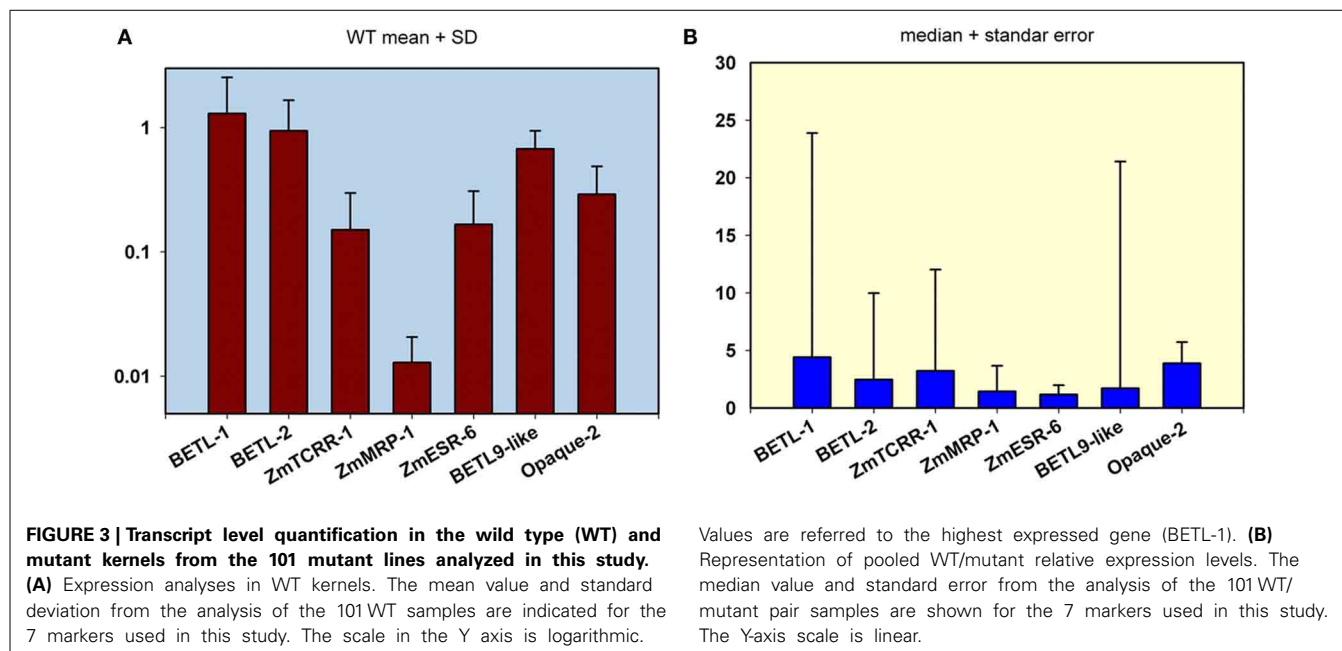 A
WT mean + SD
1
0.1
0.01
BETL-1
BETL-2
ZmTCRR-1
ZmMRP-1
ZmESR-6
BETL9-like
Opaque-2
B
median + standar error
30
25
20
15
10
5
0
BETL-1
BETL-2
ZmTCRR-1
ZmMRP-1
ZmESR-6
BETL9-like
Opaque-2
FIGURE 3 | Transcript level quantification in the wild type (WT) and
mutant kernels from the 101 mutant lines analyzed in this study.
(A) Expression analyses in WT kernels. The mean value and standard
deviation from the analysis of the 101 WT samples are indicated for the
7 markers used in this study. The scale in the Y axis is logarithmic.
Values are referred to the highest expressed gene (BETL-1). (B)
Representation of pooled WT/mutant relative expression levels. The
median value and standard error from the analysis of the 101 WT/
mutant pair samples are shown for the 7 markers used in this study.
The Y-axis scale is linear.